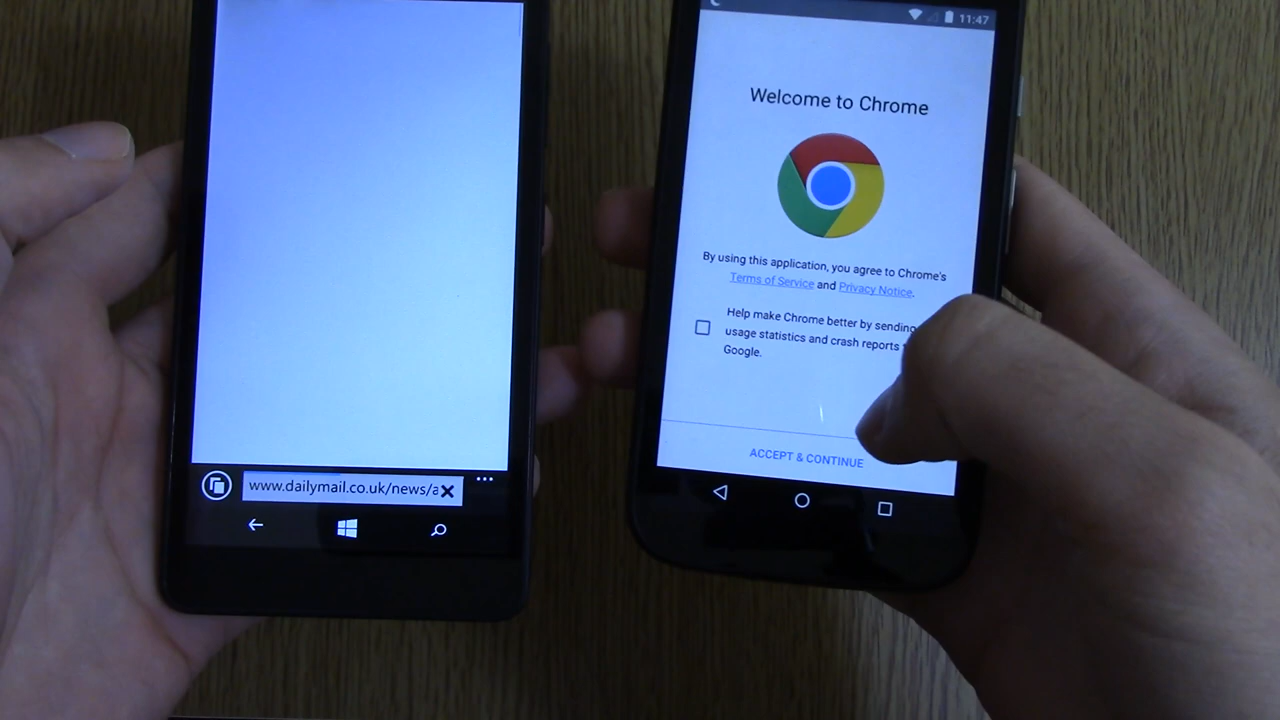 www.dailymail.co.uk/news/a
11:47
Welcome to Chrome
By using this application, you agree to Chrome's
Terms of Service and Privacy Notice.
Help make Chrome better by sending
usage statistics and crash reports
Google.
ACCEPT & CONTINUE